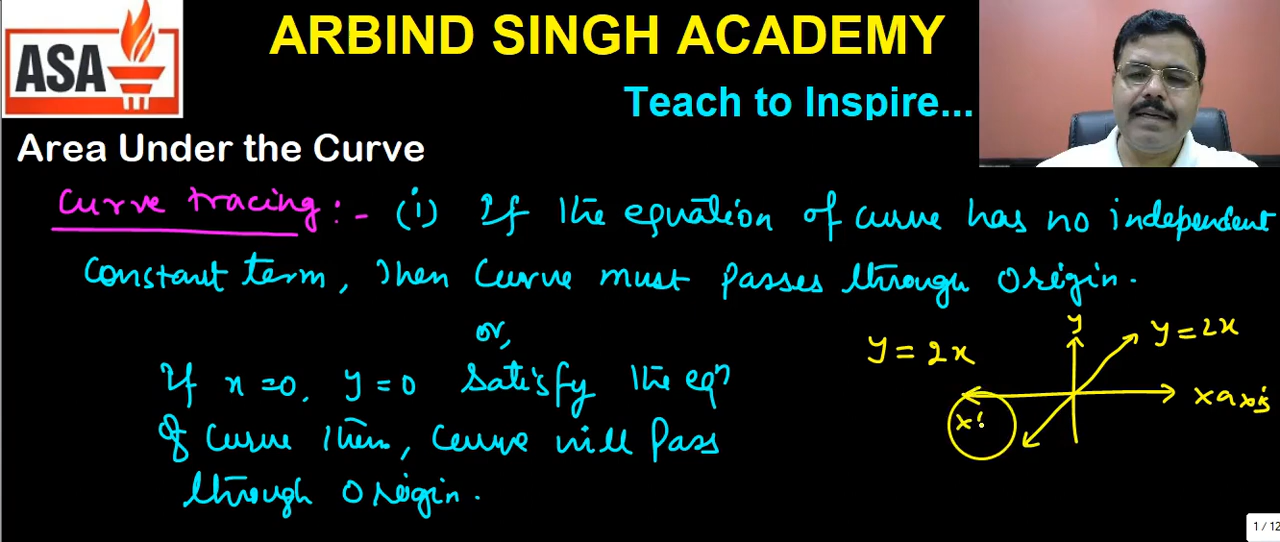 ASA
ARBIND SINGH ACADEMY
Teach to Inspire...
Area Under the Curve
Curve tracing :- (i) If the equation of curve has no independent
constant term, then curve must passes through origin.
or,
If x=0, y=0 satisfy the eqn
of curve then, curve will pass
through origin.
y = 2x
y
y = 2x
x axis
x'
1 / 12